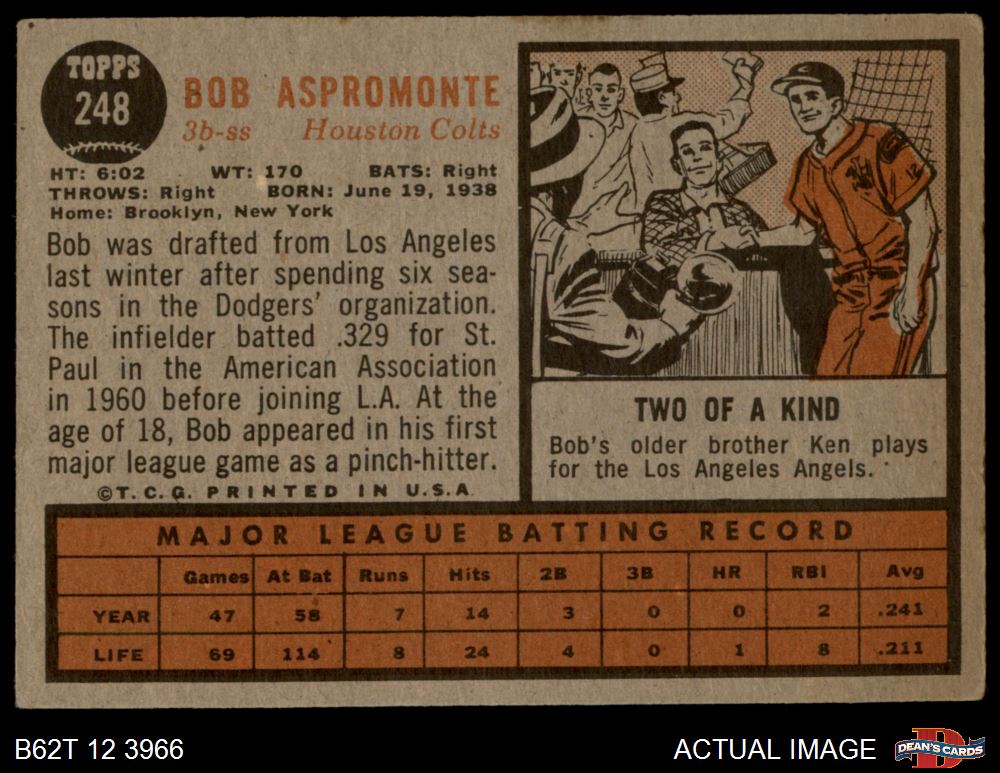 TOPPS
248
BOB ASPROMONTE
3b-ss Houston Colts
HT: 6:02 WT: 170 BATS: Right
THROWS: Right BORN: June 19, 1938
Home: Brooklyn, New York
Bob was drafted from Los Angeles
last winter after spending six sea-
sons in the Dodgers' organization.
The infielder batted .329 for St.
Paul in the American Association
in 1960 before joining L.A. At the
age of 18, Bob appeared in his first
major league game as a pinch-hitter.
©T.C.G. PRINTED IN U.S.A.
TWO OF A KIND
Bob's older brother Ken plays
for the Los Angeles Angels.
MAJOR LEAGUE BATTING RECORD
Games At Bat Runs Hits 2B 3B HR RBI Avg
YEAR 47 58 7 14 3 0 0 2 .241
LIFE 69 114 8 24 4 0 1 8 .211
B62T 12 3966
ACTUAL IMAGE
D
DEAN'S CARDS